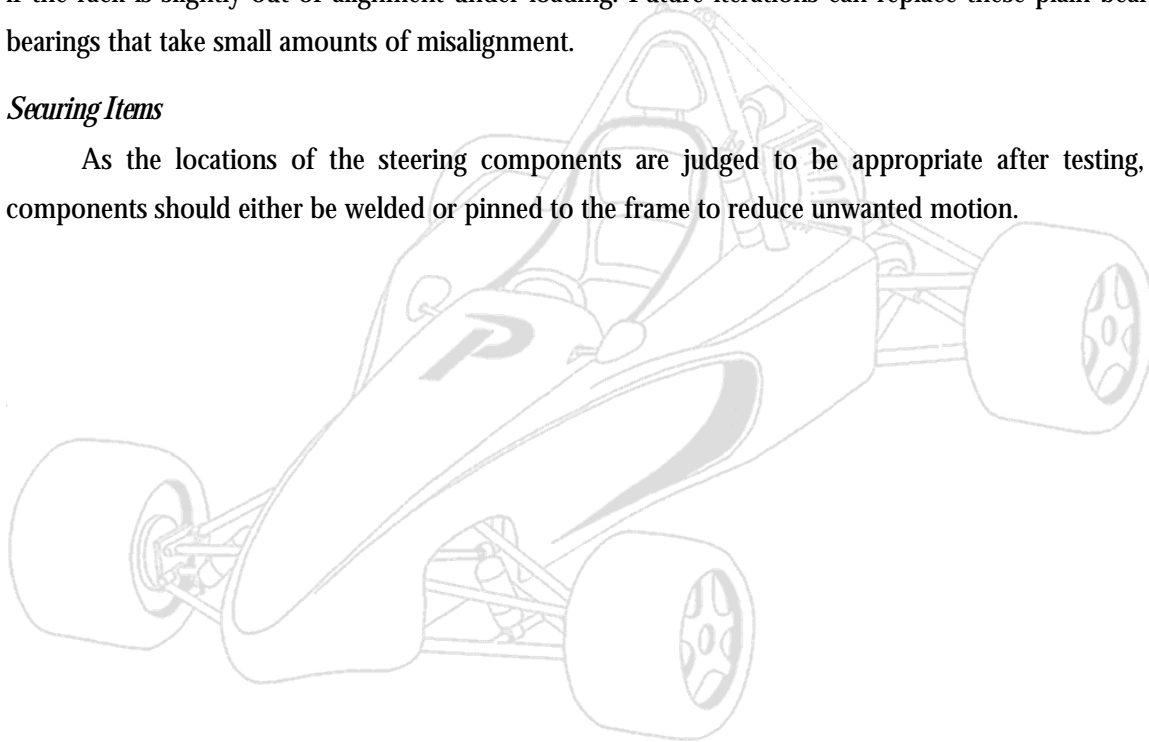 if the rack is slightly out of alignment under loading. Future iterations can replace these plain bear
bearings that take small amounts of misalignment.
Securing Items
As the locations of the steering components are judged to be appropriate after testing,
components should either be welded or pinned to the frame to reduce unwanted motion.
P